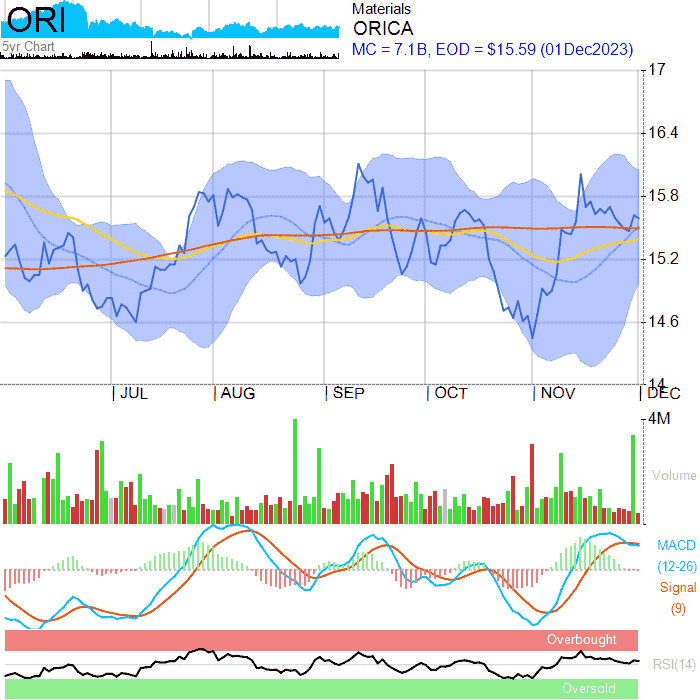 ORI
5yr Chart
Materials
ORICA
MC = 7.1B, EOD = $15.59 (01Dec2023)
17
16.4
15.8
15.2
14.6
14
JUL AUG SEP OCT NOV DEC
4M
Volume
MACD
(12-26)
Signal
(9)
Overbought
RSI(14)
Oversold